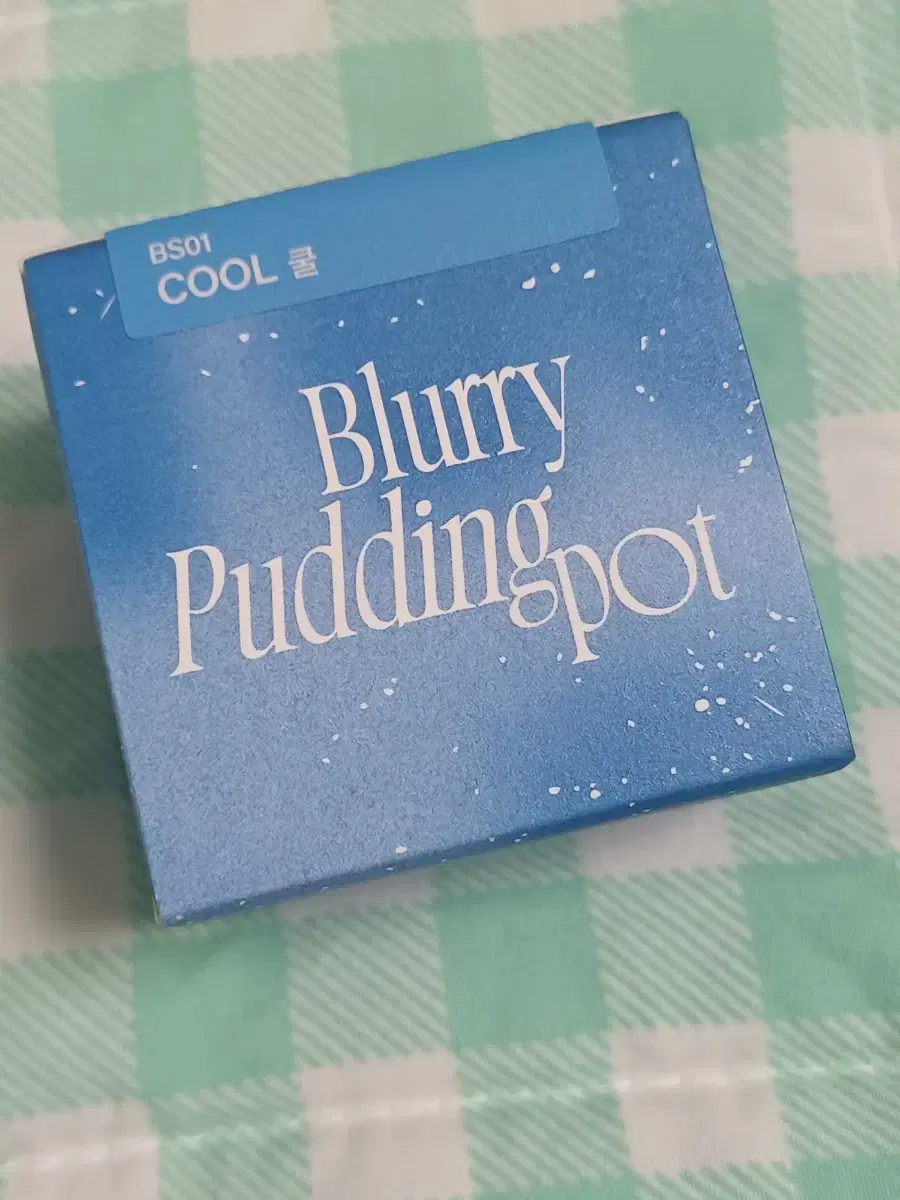 BS01
COOL 쿨
Blurry
Pudding pot